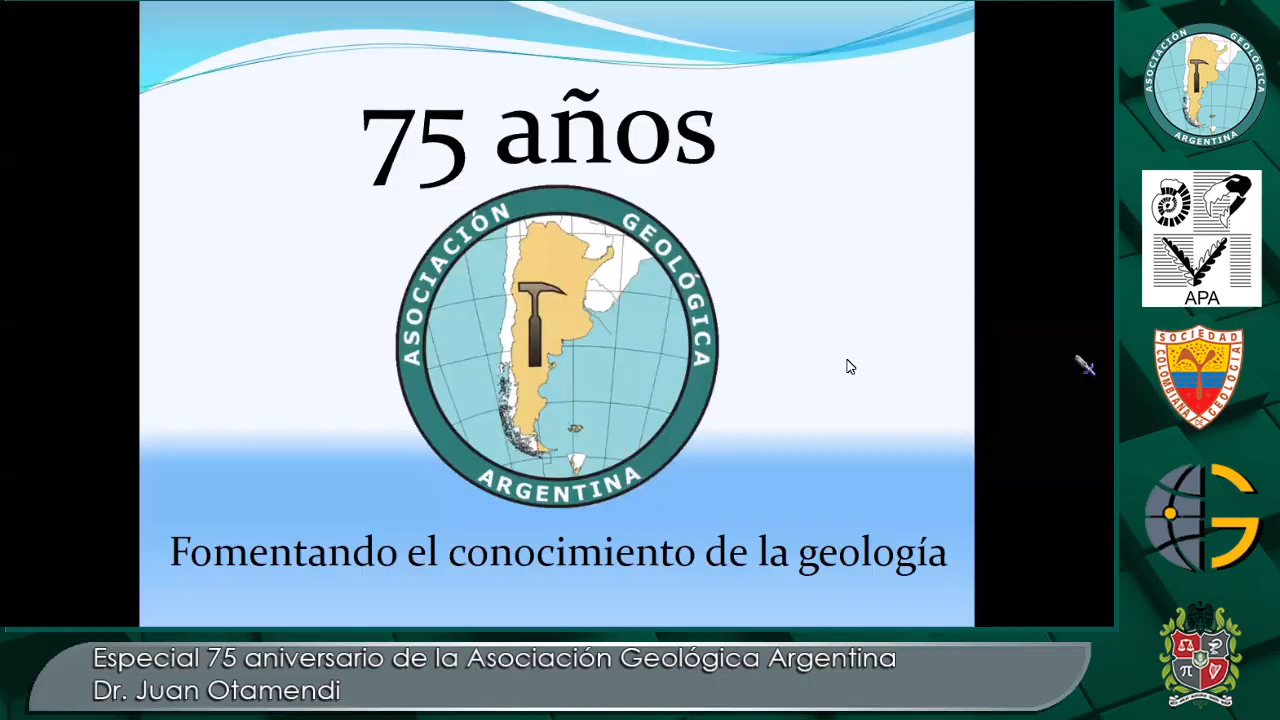 75 años
ASOCIACIÓN GEOLÓGICA
ARGENTINA
Fomentando el conocimiento de la geología
Especial 75 aniversario de la Asociación Geológica Argentina
Dr. Juan Otamendi
ASOCIACIÓN GEOLÓGICA
ARGENTINA
APA
SOCIEDAD
COLOMBIANA DE GEOLOGIA
G